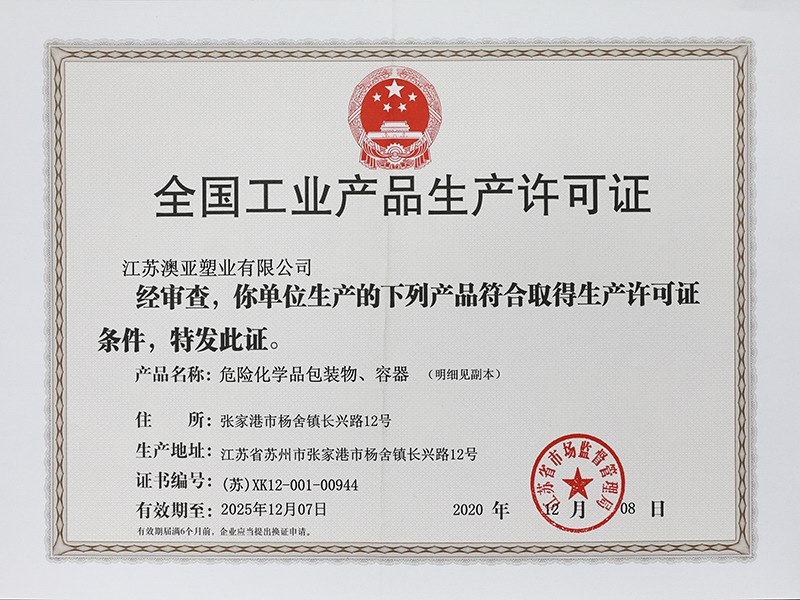 全国工业产品生产许可证
江苏澳亚塑业有限公司
经审查，你单位生产的下列产品符合取得生产许可证
条件，特发此证。
产品名称：危险化学品包装物、容器 （明细见副本）
住 所：张家港市杨舍镇长兴路12号
生产地址：江苏省苏州市张家港市杨舍镇长兴路12号
证书编号：(苏)XK12-001-00944
有效期至：2025年12月07日
2020 年 12 月 08 日
江苏省市场监督管理局
有效期届满6个月前，企业应当提出换证申请。